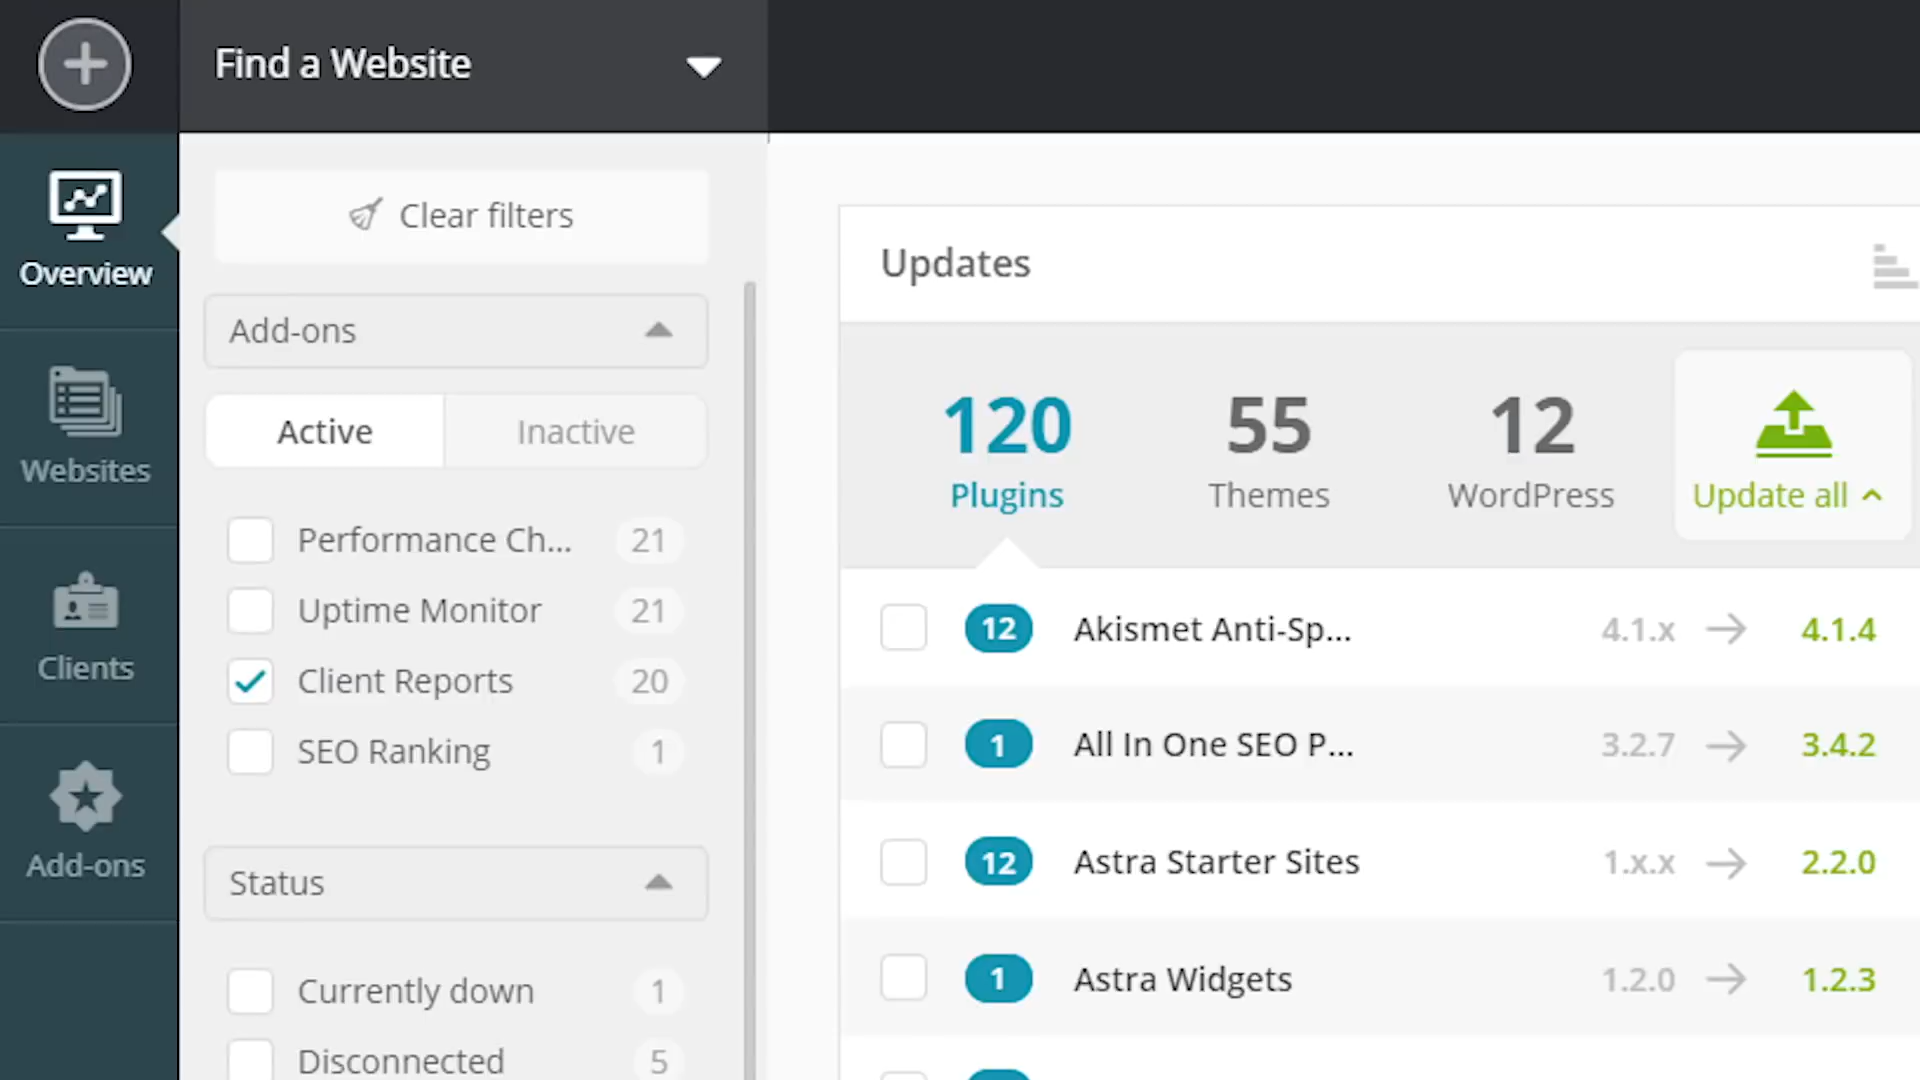 Find a Website
Overview
Websites
Clients
Add-ons
Clear filters
Add-ons
Active Inactive
Performance Ch... 21
Uptime Monitor 21
Client Reports 20
SEO Ranking 1
Status
Currently down 1
Disconnected 5
Updates
120 55 12
Plugins Themes WordPress Update all
12 Akismet Anti-Sp... 4.1.x → 4.1.4
1 All In One SEO P... 3.2.7 → 3.4.2
12 Astra Starter Sites 1.x.x → 2.2.0
1 Astra Widgets 1.2.0 → 1.2.3